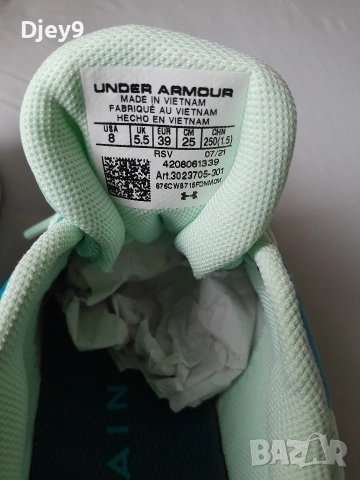 Djey9
UNDER ARMOUR
MADE IN VIETNAM
FABRIQUÉ AU VIETNAM
HECHO EN VIETNAM
USA UK EUR CM CHN
8 5.5 39 25 250(1.5)
RSV 07/21
4208061339
Art.3023705-301
AIN
BAZAR
bg